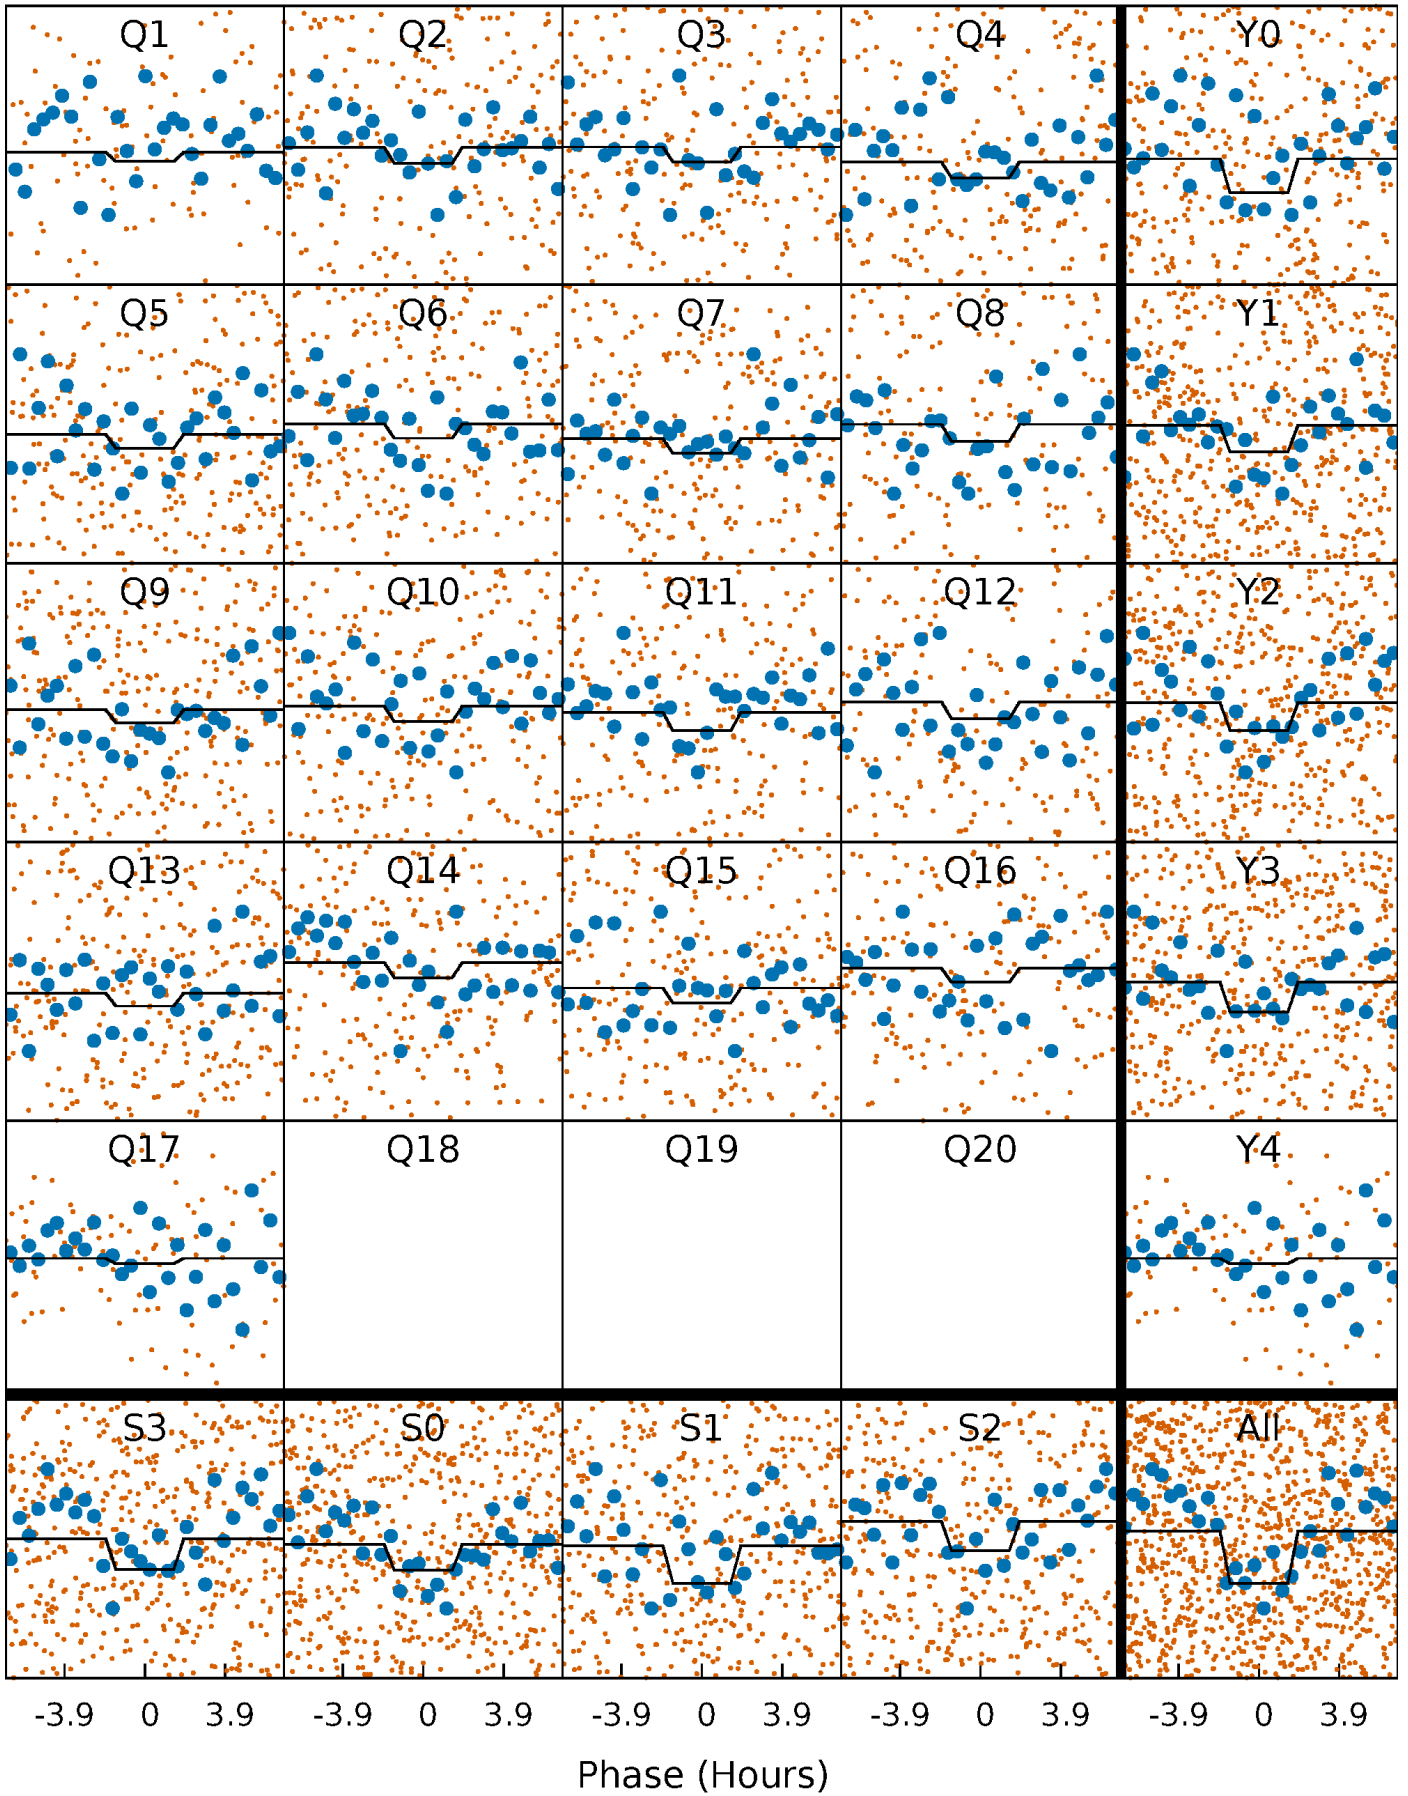 Q1 Q2 Q3 Q4 Y0
Q5 Q6 Q7 Q8 Y1
Q9 Q10 Q11 Q12 Y2
Q13 Q14 Q15 Q16 Y3
Q17 Q18 Q19 Q20 Y4
S3 S0 S1 S2 All
-3.9 0 3.9 -3.9 0 3.9 -3.9 0 3.9 -3.9 0 3.9 -3.9 0 3.9
Phase (Hours)